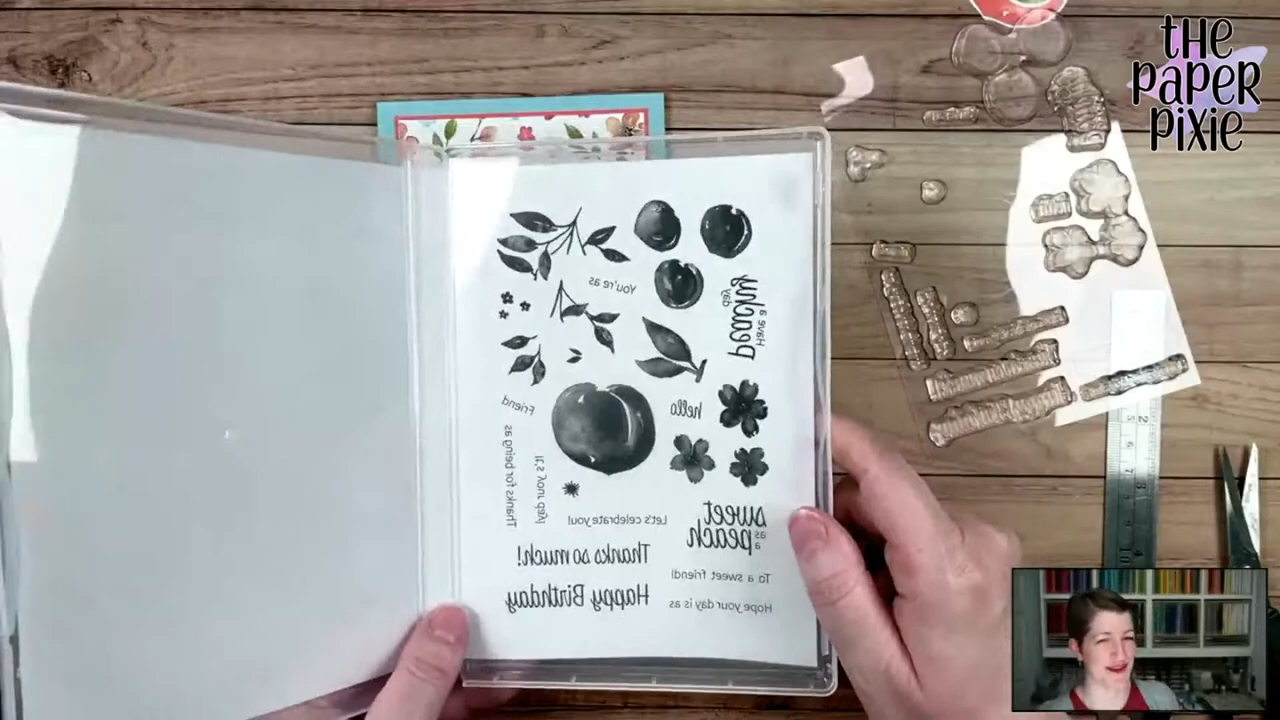 THE
PAPER
PIXIE
You're as
Have a
peachy
day
hello
Friend
Thanks for being as
It's your day
Let's celebrate you!
sweet
as
a
peach
Thanks so much!
To a sweet friend!
Happy Birthday
Hope your day is as